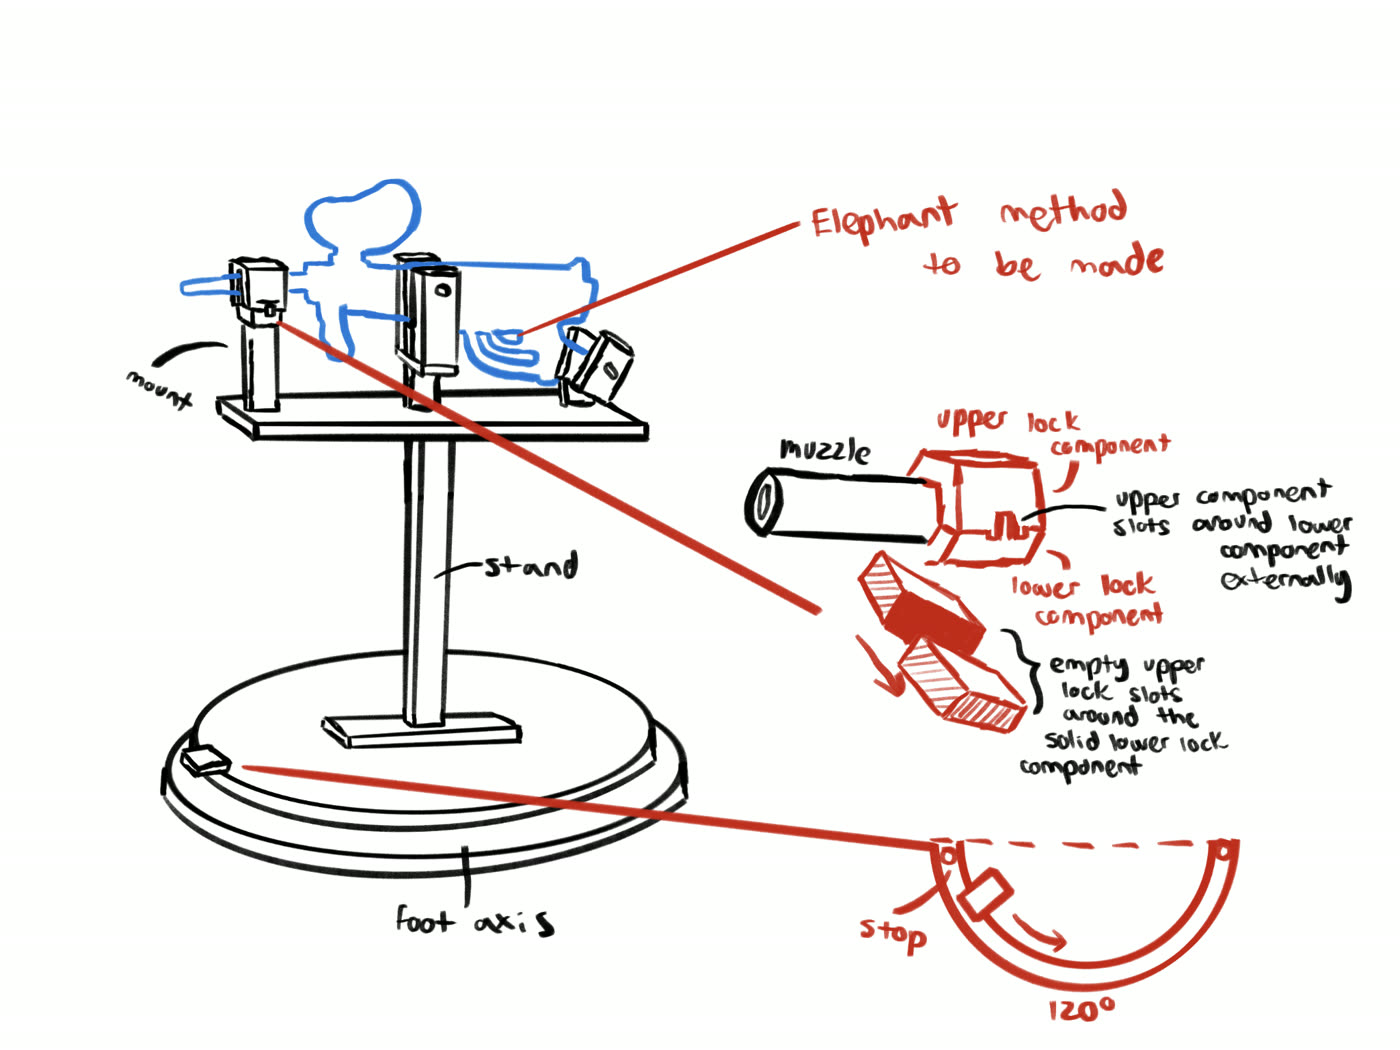 Elephant method
to be made
mount
upper lock
component
muzzle
upper component
slots around lower
component
externally
stand
lower lock
component
empty upper
lock slots
around the
solid lower lock
component
foot axis
stop
120°